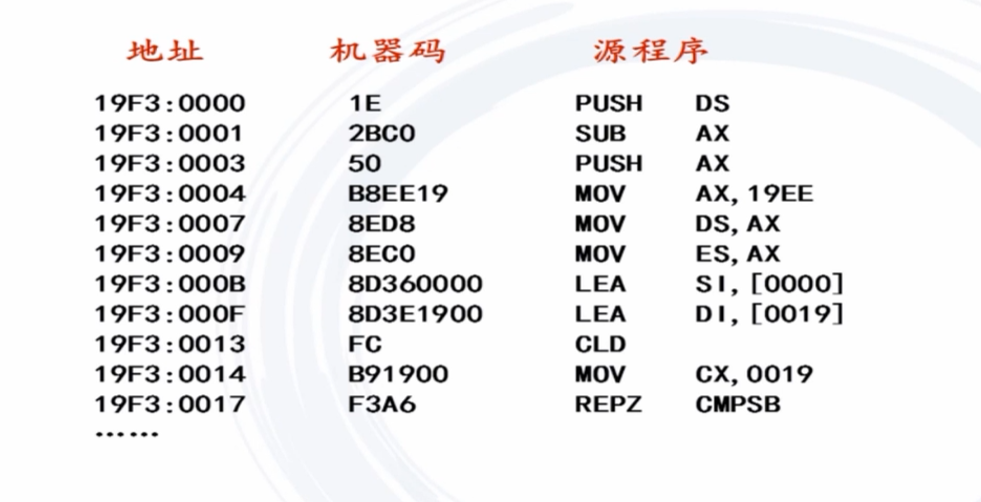 地址 机器码 源程序
19F3:0000 1E PUSH DS
19F3:0001 2BC0 SUB AX
19F3:0003 50 PUSH AX
19F3:0004 B8EE19 MOV AX,19EE
19F3:0007 8ED8 MOV DS,AX
19F3:0009 8EC0 MOV ES,AX
19F3:000B 8D360000 LEA SI,[0000]
19F3:000F 8D3E1900 LEA DI,[0019]
19F3:0013 FC CLD
19F3:0014 B91900 MOV CX,0019
19F3:0017 F3A6 REPZ CMPSB
……